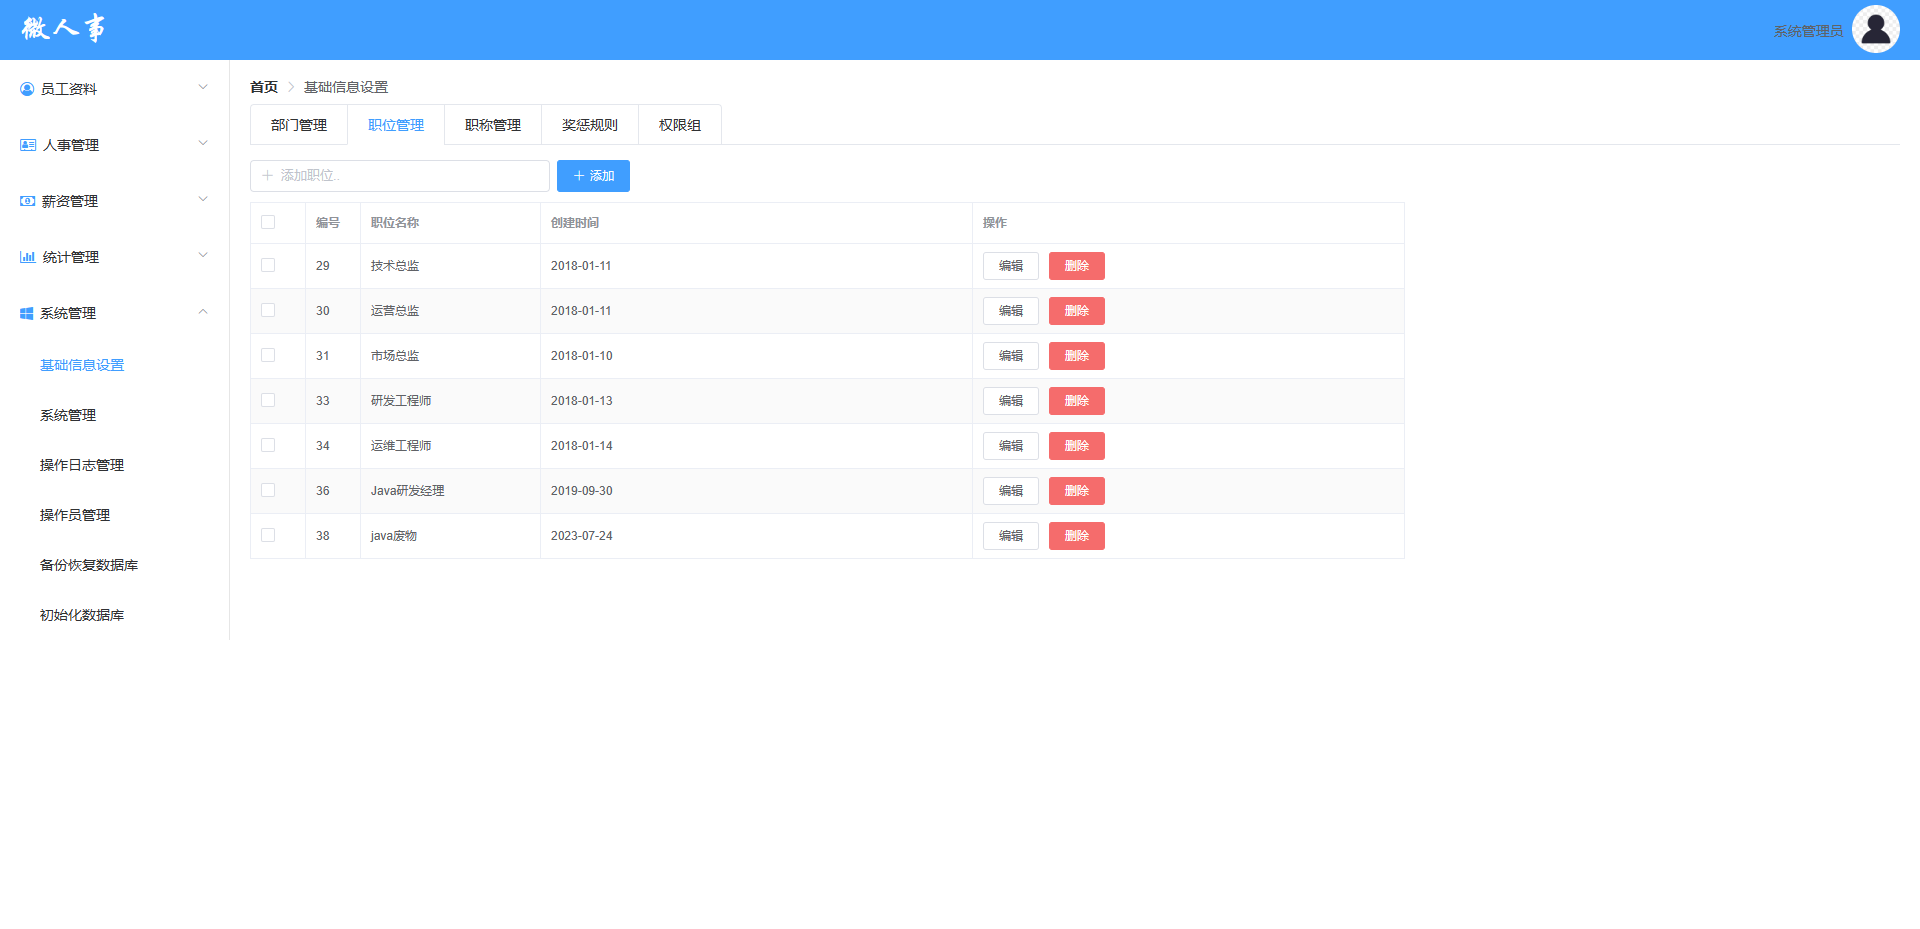 微人事
系统管理员
员工资料
人事管理
薪资管理
统计管理
系统管理
基础信息设置
系统管理
操作日志管理
操作员管理
备份恢复数据库
初始化数据库
首页 基础信息设置
部门管理 职位管理 职称管理 奖惩规则 权限组
添加职位.. 添加
编号 职位名称 创建时间 操作
29 技术总监 2018-01-11 编辑 删除
30 运营总监 2018-01-11 编辑 删除
31 市场总监 2018-01-10 编辑 删除
33 研发工程师 2018-01-13 编辑 删除
34 运维工程师 2018-01-14 编辑 删除
36 Java研发经理 2019-09-30 编辑 删除
38 java废物 2023-07-24 编辑 删除